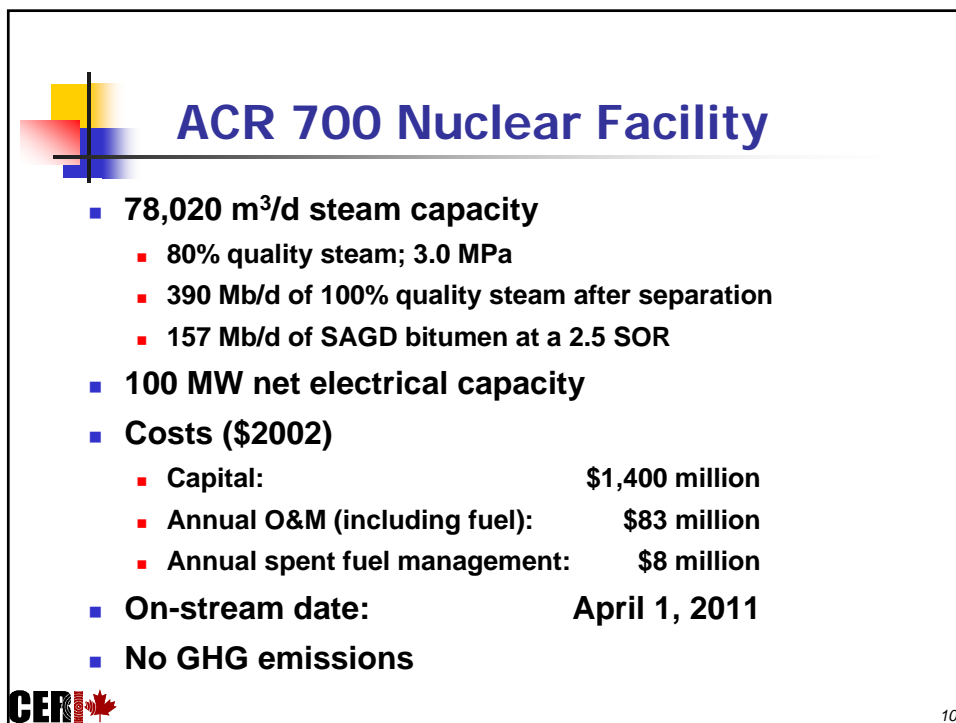 ACR 700 Nuclear Facility
78,020 m³/d steam capacity
80% quality steam; 3.0 MPa
390 Mb/d of 100% quality steam after separation
157 Mb/d of SAGD bitumen at a 2.5 SOR
100 MW net electrical capacity
Costs ($2002)
Capital: $1,400 million
Annual O&M (including fuel): $83 million
Annual spent fuel management: $8 million
On-stream date: April 1, 2011
No GHG emissions
CERI
10